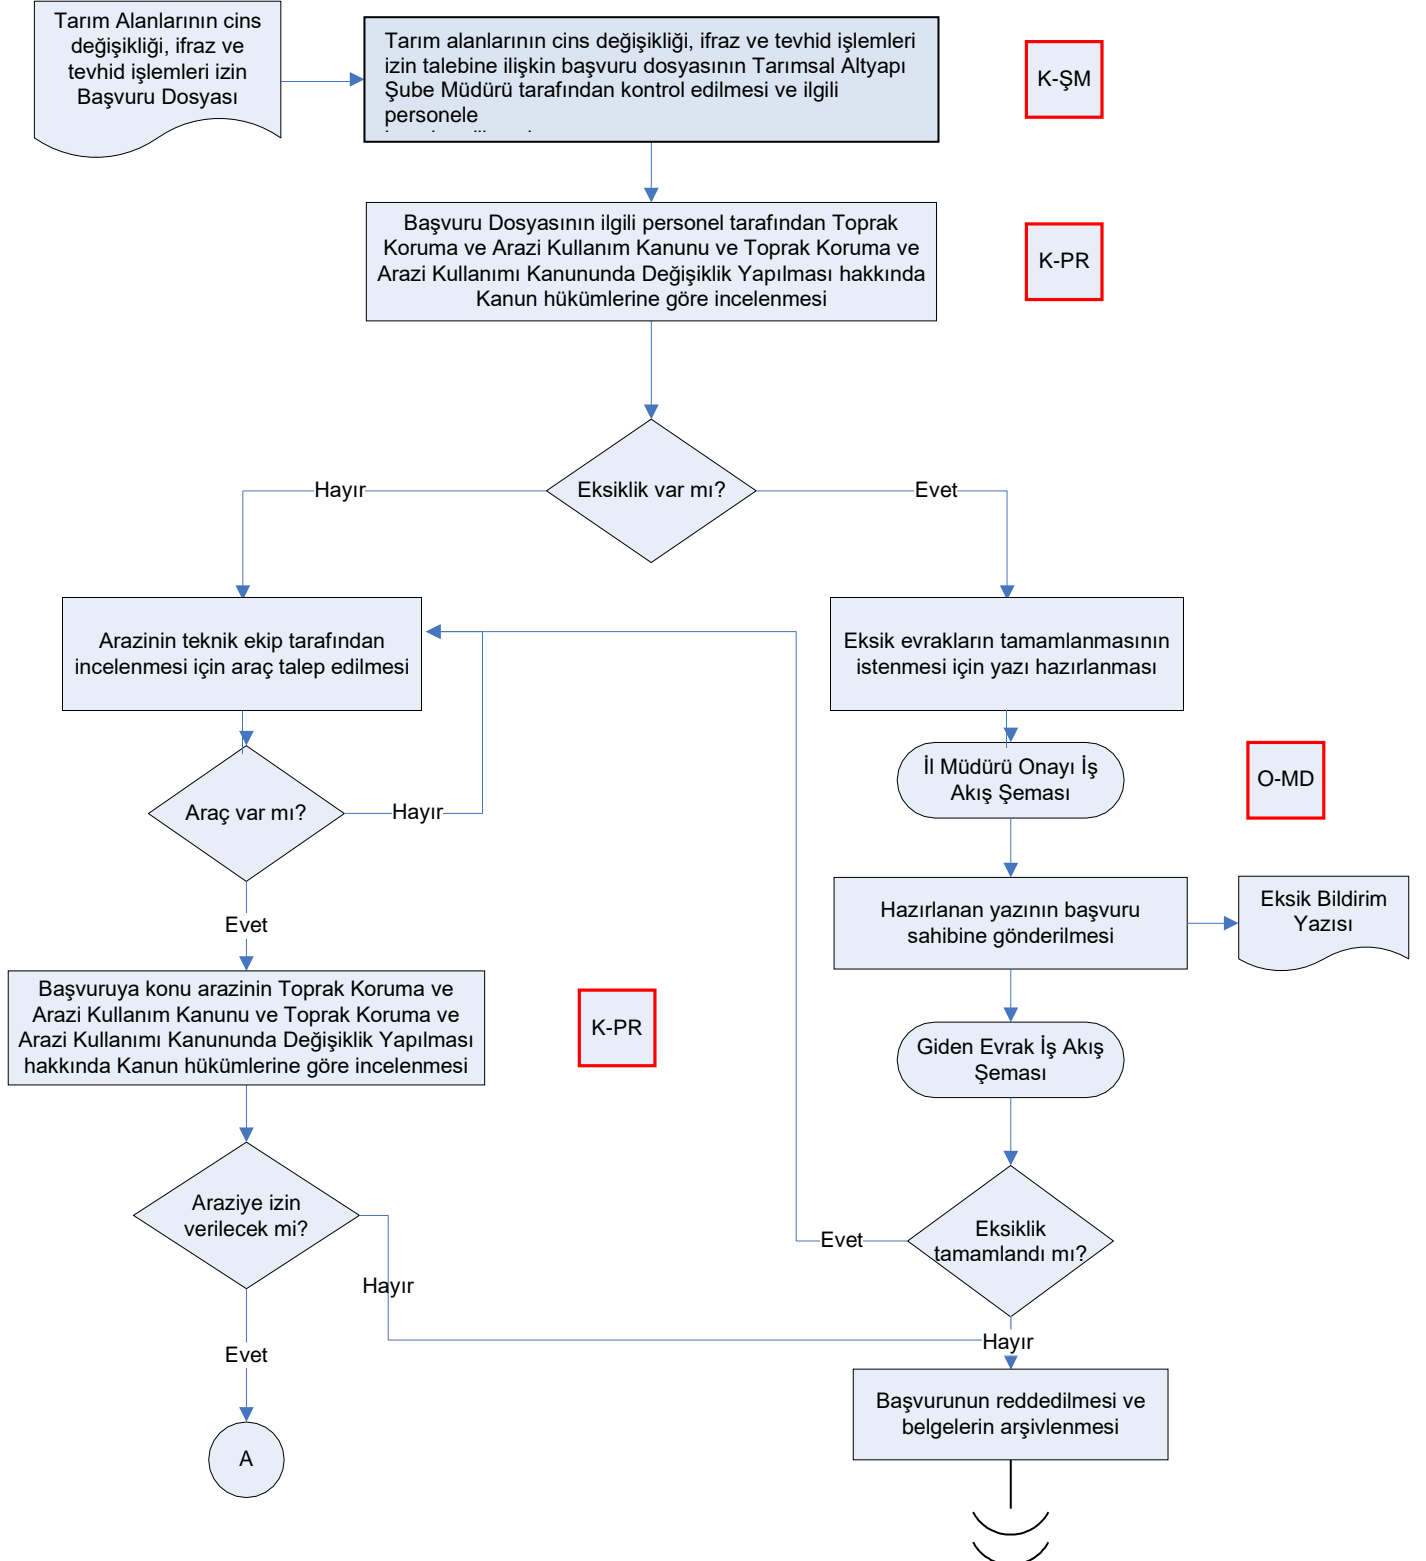 Tarım Alanlarının cins
değişikliği, ifraz ve
tevhid işlemleri izin
Başvuru Dosyası
Tarım alanlarının cins değişikliği, ifraz ve tevhid işlemleri
izin talebine ilişkin başvuru dosyasının Tarımsal Altyapı
Şube Müdürü tarafından kontrol edilmesi ve ilgili
personele
K-ŞM
Başvuru Dosyasının ilgili personel tarafından Toprak
Koruma ve Arazi Kullanım Kanunu ve Toprak Koruma ve
Arazi Kullanımı Kanununda Değişiklik Yapılması hakkında
Kanun hükümlerine göre incelenmesi
K-PR
Eksiklik var mı?
Hayır
Evet
Arazinin teknik ekip tarafından
incelenmesi için araç talep edilmesi
Eksik evrakların tamamlanmasının
istenmesi için yazı hazırlanması
Araç var mı?
Hayır
İl Müdürü Onayı İş
Akış Şeması
O-MD
Evet
Hazırlanan yazının başvuru
sahibine gönderilmesi
Eksik Bildirim
Yazısı
Başvuruya konu arazinin Toprak Koruma ve
Arazi Kullanım Kanunu ve Toprak Koruma ve
Arazi Kullanımı Kanununda Değişiklik Yapılması
hakkında Kanun hükümlerine göre incelenmesi
K-PR
Giden Evrak İş Akış
Şeması
Araziye izin
verilecek mi?
Eksiklik
tamamlandı mı?
Evet
Hayır
Hayır
Evet
Başvurunun reddedilmesi ve
belgelerin arşivlenmesi
A